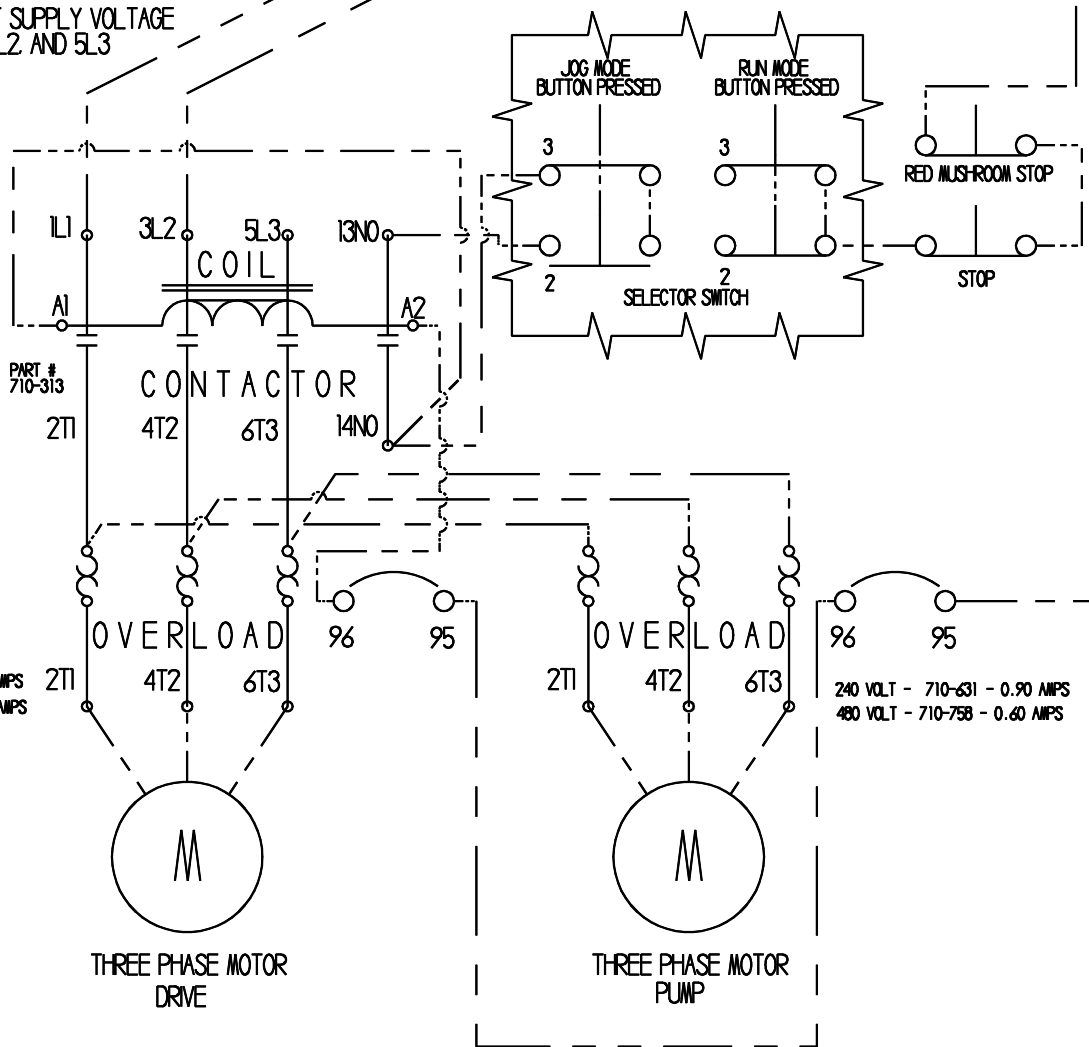 SUPPLY VOLTAGE
AND 5L3
JOG MODE
BUTTON PRESSED
RUN MODE
BUTTON PRESSED
3
3
RED MUSHROOM STOP
1L1
3L2
5L3
13NO
COIL
2
2
SELECTOR SWITCH
STOP
A1
A2
PART #
710-313
CONTACTOR
2T1
4T2
6T3
14NO
OVERLOAD
96
95
OVERLOAD
96
95
AMPS
2T1
4T2
6T3
2T1
4T2
6T3
240 VOLT - 710-631 - 0.90 AMPS
AMPS
480 VOLT - 710-758 - 0.60 AMPS
M
M
THREE PHASE MOTOR
DRIVE
THREE PHASE MOTOR
PUMP